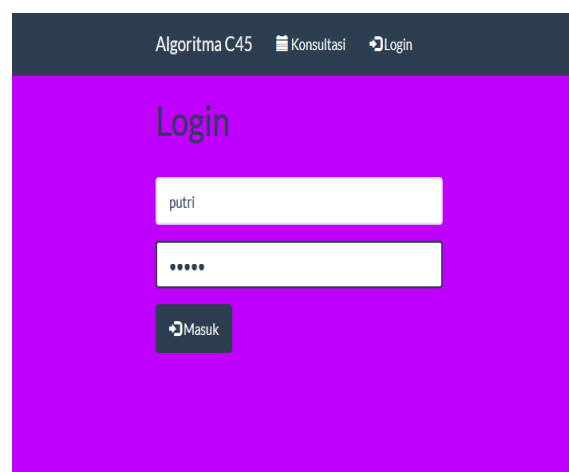 Algoritma C45 Konsultasi Login
Login
putri
•••••
Masuk